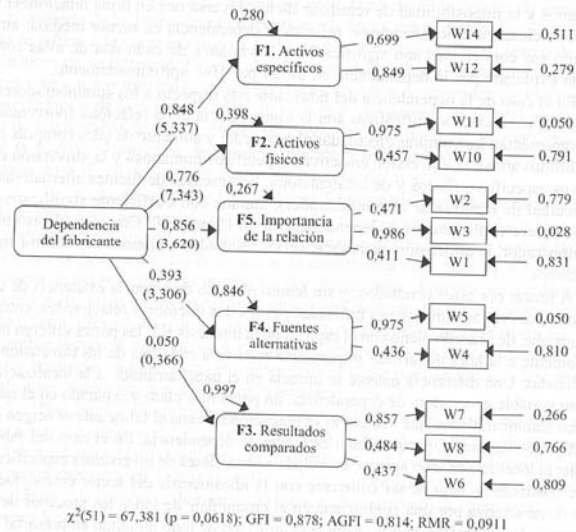 0,280
F1. Activos
específicos
W14
0,511
0,849
W12
0,279
0,848
(5,337)
0,398
F2. Activos
físicos
0,975
W11
0,050
0,457
W10
0,791
0,776
(7,343)
0,267
F5. Importancia
de la relación
0,471
W2
0,779
0,986
W3
0,028
0,411
W1
0,831
Dependencia
del fabricante
0,856
(3,620)
0,393
(3,306)
0,846
F4. Fuentes
alternativas
0,975
W5
0,050
0,436
W4
0,810
0,050
(0,366)
F3. Resultados
comparados
0,857
W7
0,266
0,484
W8
0,766
0,437
W6
0,809
χ²(51) = 67,381 (p = 0,0618); GFI = 0,878; AGFI = 0,814; RMR = 0,0911